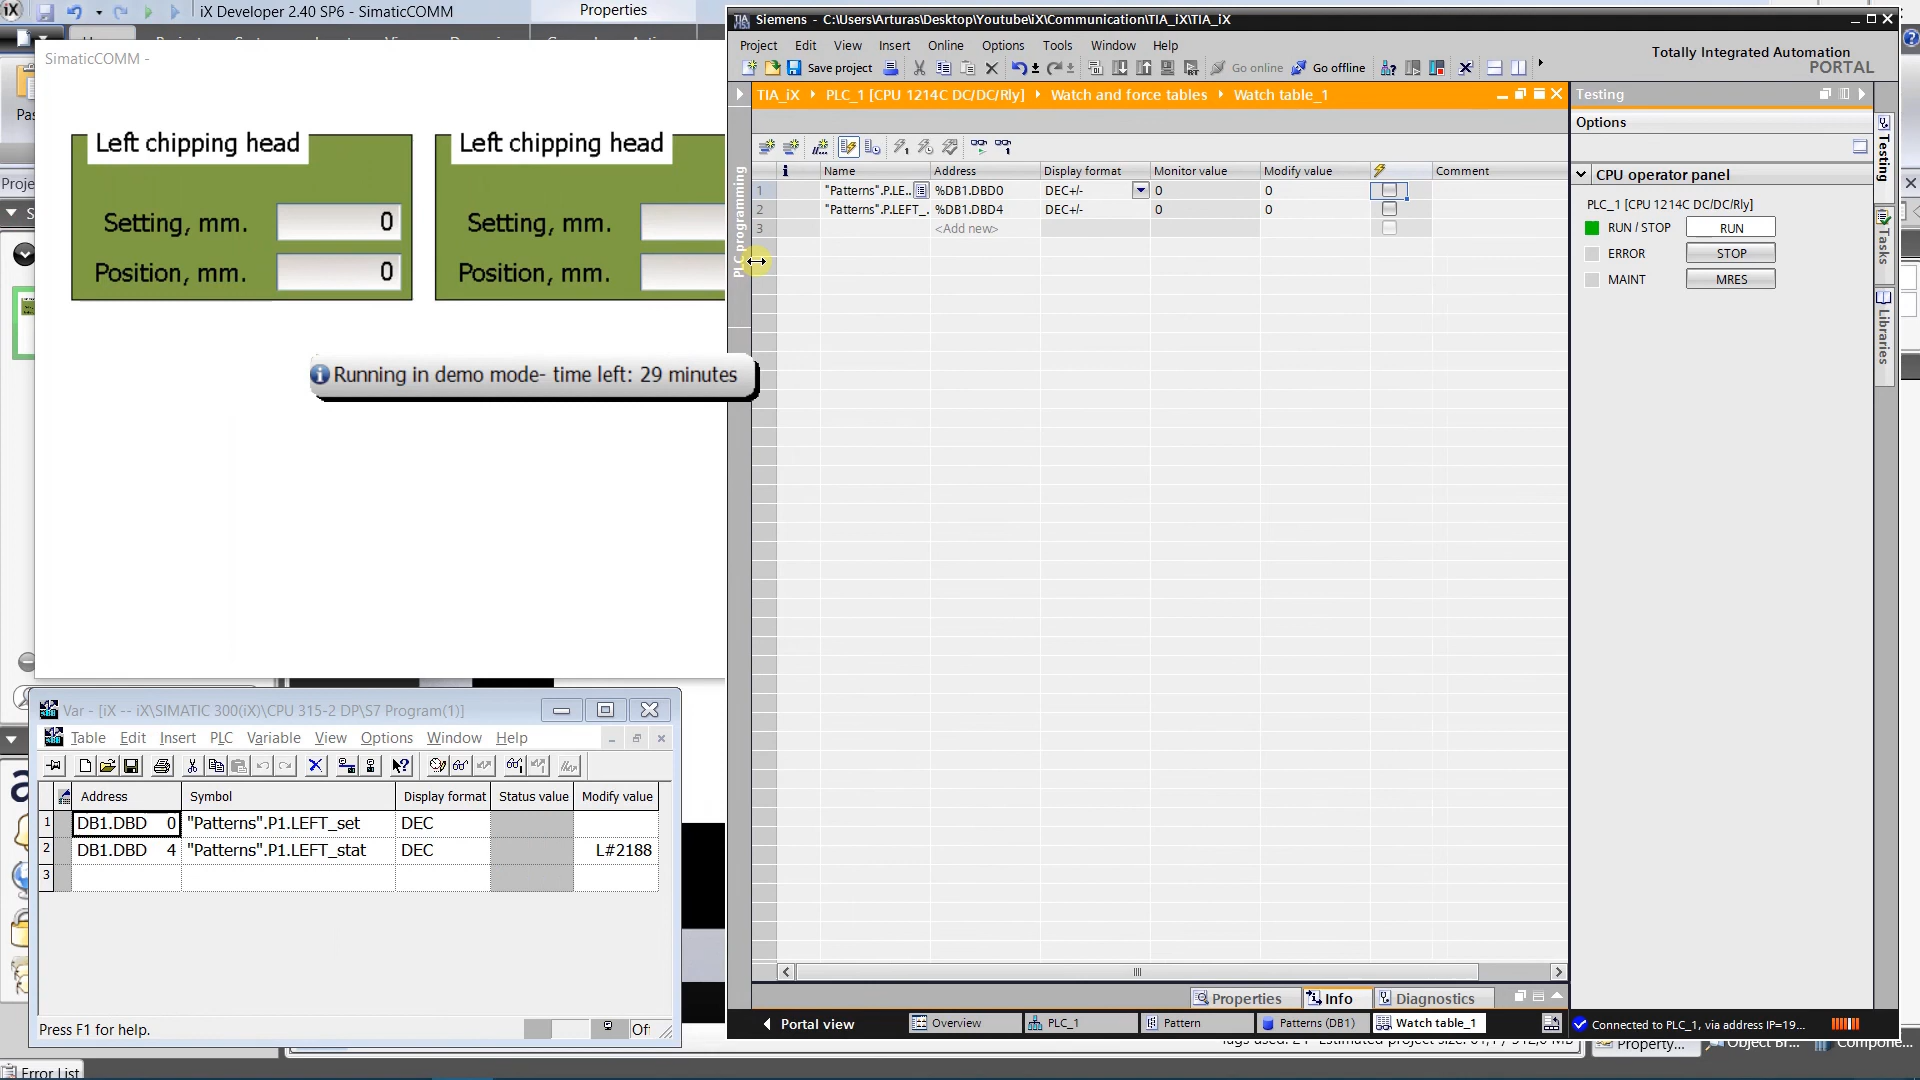 iX Developer 2.40 SP6 - SimaticCOMM
Properties
SimaticCOMM -
Left chipping head
Setting, mm. 0
Position, mm. 0
Left chipping head
Setting, mm.
Position, mm.
Running in demo mode- time left: 29 minutes
Siemens - C:\Users\Arturas\Desktop\Youtube\iX\Communication\TIA_iX\TIA_iX
Project Edit View Insert Online Options Tools Window Help
Totally Integrated Automation
PORTAL
Save project Go online Go offline
TIA_iX PLC_1 [CPU 1214C DC/DC/Rly] Watch and force tables Watch table_1
PLC programming
i Name Address Display format Monitor value Modify value Comment
1 "Patterns".P.LE.. %DB1.DBD0 DEC+/- 0 0
2 "Patterns".P.LEFT_. %DB1.DBD4 DEC+/- 0 0
3 <Add new>
Testing
Options
CPU operator panel
PLC_1 [CPU 1214C DC/DC/Rly]
RUN / STOP RUN
ERROR STOP
MAINT MRES
Testing
Tasks
Libraries
Properties Info Diagnostics
Portal view Overview PLC_1 Pattern Patterns (DB1) Watch table_1
Connected to PLC_1, via address IP=19...
Var - [iX -- iX\SIMATIC 300(iX)\CPU 315-2 DP\S7 Program(1)]
Table Edit Insert PLC Variable View Options Window Help
Address Symbol Display format Status value Modify value
1 DB1.DBD 0 "Patterns".P1.LEFT_set DEC
2 DB1.DBD 4 "Patterns".P1.LEFT_stat DEC L#2188
3
Press F1 for help.
Error List
Property...